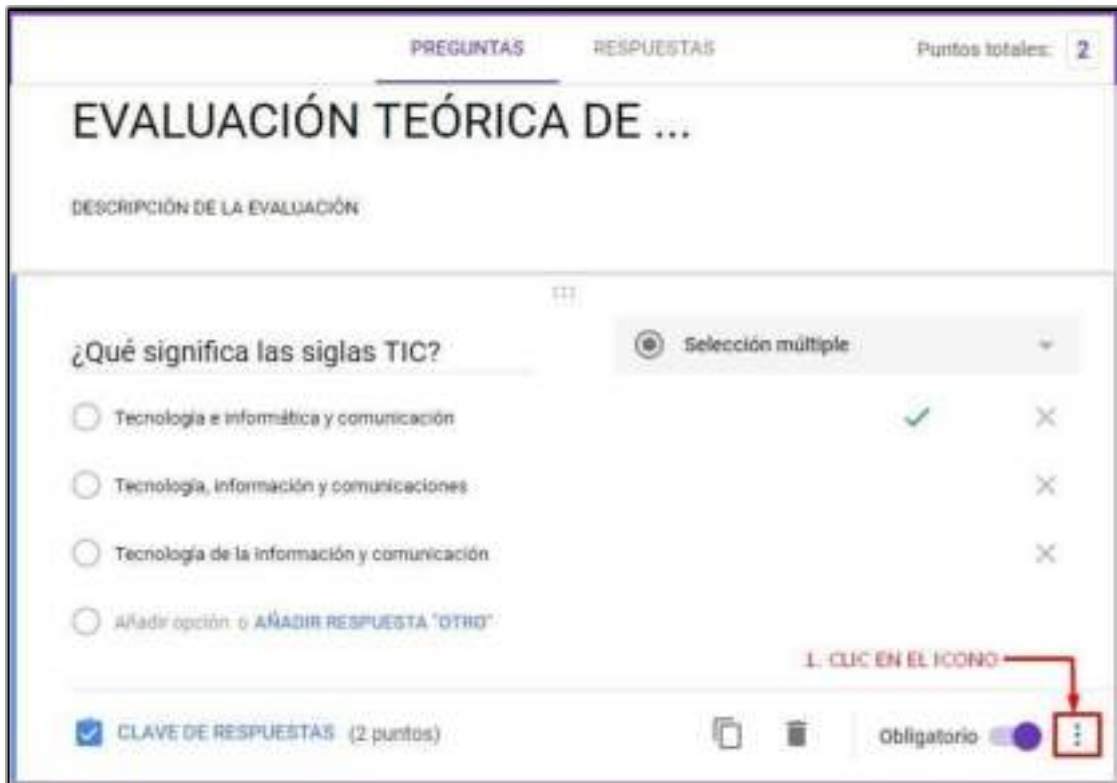 PREGUNTAS RESPUESTAS Puntos totales: 2
EVALUACIÓN TEÓRICA DE ...
DESCRIPCIÓN DE LA EVALUACIÓN
¿Qué significa las siglas TIC? Selección múltiple
Tecnología e informática y comunicación
Tecnología, información y comunicaciones
Tecnología de la información y comunicación
Añadir opción o AÑADIR RESPUESTA "OTRO"
1. CLIC EN EL ICONO
CLAVE DE RESPUESTAS (2 puntos) Obligatorio